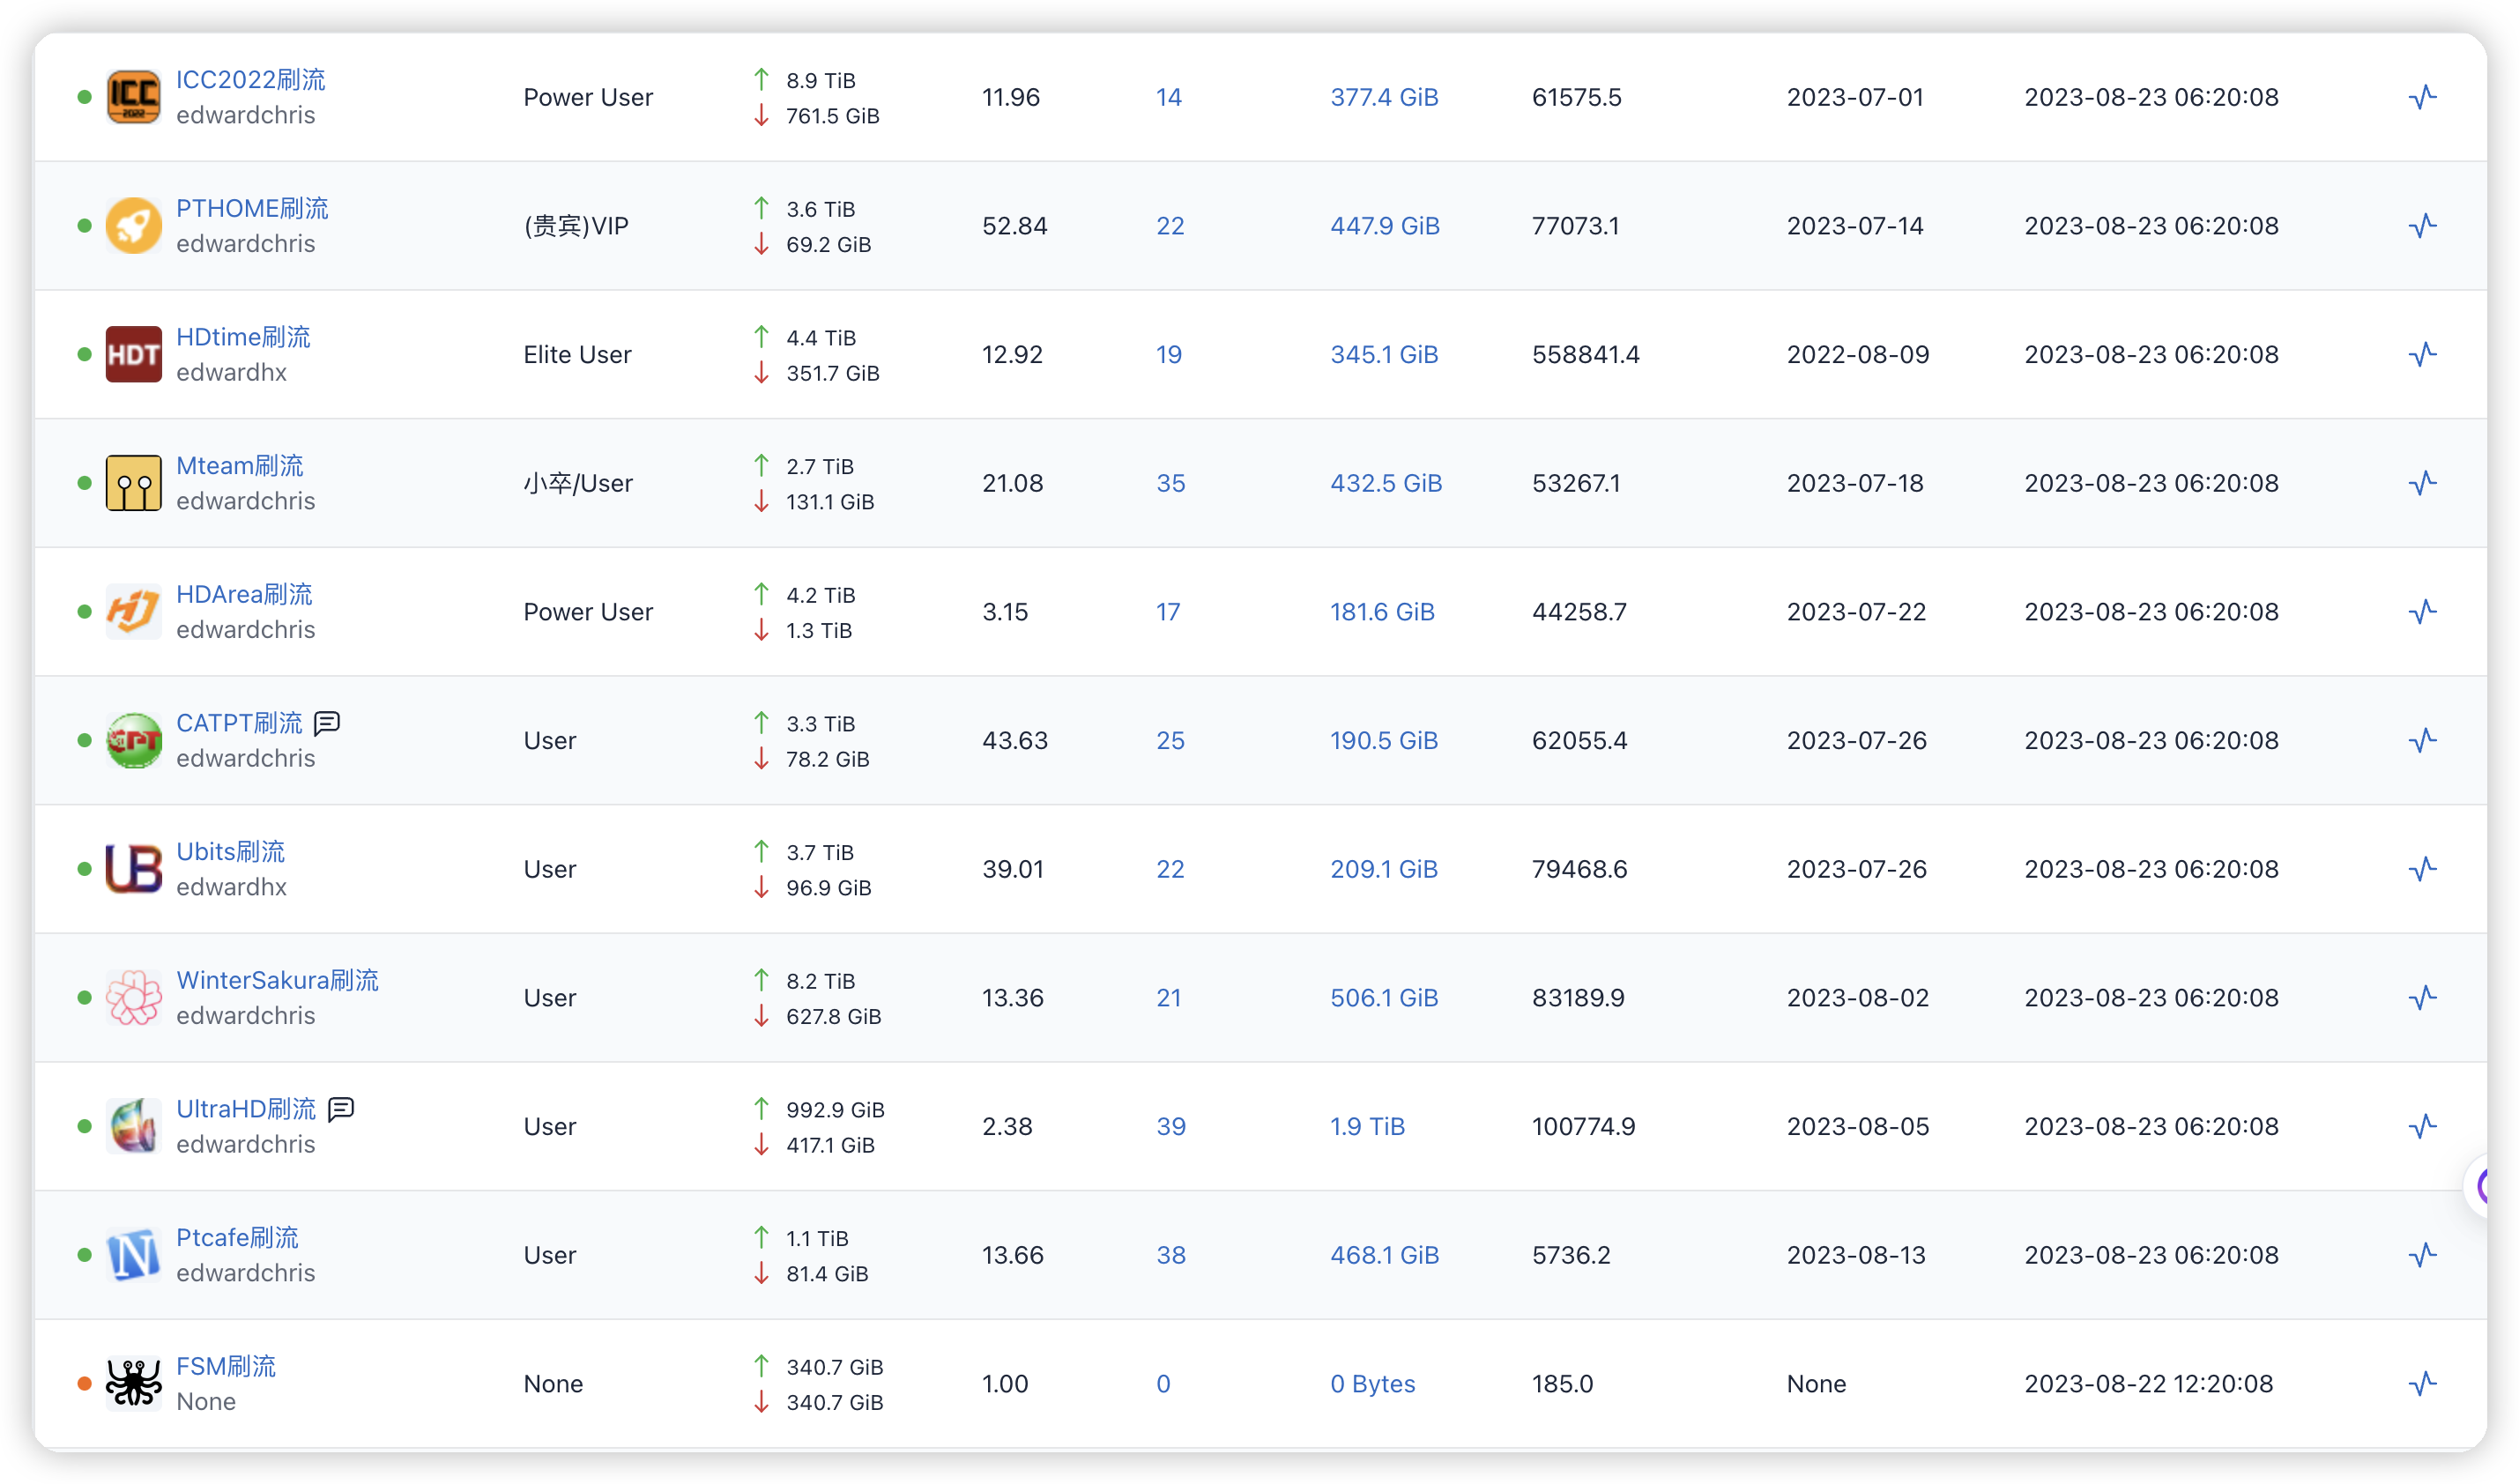 ICC2022刷流
edwardchris
Power User
8.9 TiB
761.5 GiB
11.96
14
377.4 GiB
61575.5
2023-07-01
2023-08-23 06:20:08
ICC
2022
PTHOME刷流
edwardchris
(贵宾)VIP
3.6 TiB
69.2 GiB
52.84
22
447.9 GiB
77073.1
2023-07-14
2023-08-23 06:20:08
HDT
HDtime刷流
edwardhx
Elite User
4.4 TiB
351.7 GiB
12.92
19
345.1 GiB
558841.4
2022-08-09
2023-08-23 06:20:08
Mteam刷流
edwardchris
小卒/User
2.7 TiB
131.1 GiB
21.08
35
432.5 GiB
53267.1
2023-07-18
2023-08-23 06:20:08
HDArea刷流
edwardchris
Power User
4.2 TiB
1.3 TiB
3.15
17
181.6 GiB
44258.7
2023-07-22
2023-08-23 06:20:08
CATPT刷流
edwardchris
User
3.3 TiB
78.2 GiB
43.63
25
190.5 GiB
62055.4
2023-07-26
2023-08-23 06:20:08
UB
Ubits刷流
edwardhx
User
3.7 TiB
96.9 GiB
39.01
22
209.1 GiB
79468.6
2023-07-26
2023-08-23 06:20:08
WinterSakura刷流
edwardchris
User
8.2 TiB
627.8 GiB
13.36
21
506.1 GiB
83189.9
2023-08-02
2023-08-23 06:20:08
UltraHD刷流
edwardchris
User
992.9 GiB
417.1 GiB
2.38
39
1.9 TiB
100774.9
2023-08-05
2023-08-23 06:20:08
N
Ptcafe刷流
edwardchris
User
1.1 TiB
81.4 GiB
13.66
38
468.1 GiB
5736.2
2023-08-13
2023-08-23 06:20:08
FSM刷流
None
None
340.7 GiB
340.7 GiB
1.00
0
0 Bytes
185.0
None
2023-08-22 12:20:08